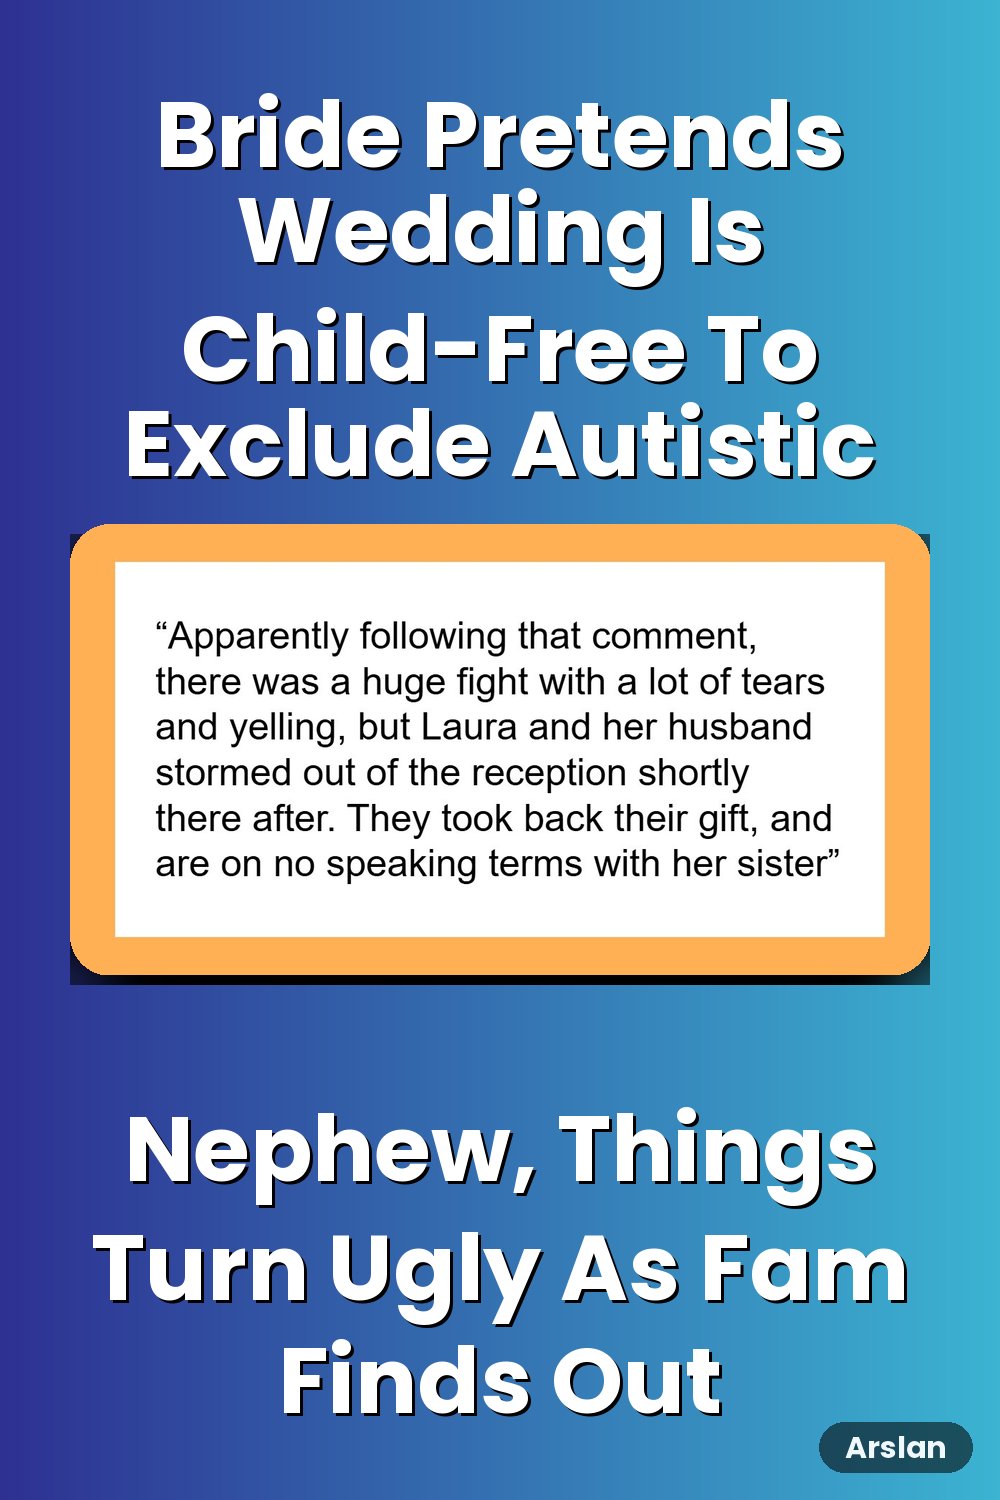 Bride Pretends
Wedding Is
Child-Free To
Exclude Autistic
“Apparently following that comment,
there was a huge fight with a lot of tears
and yelling, but Laura and her husband
stormed out of the reception shortly
there after. They took back their gift, and
are on no speaking terms with her sister”
Nephew, Things
Turn Ugly As Fam
Finds Out
Arslan